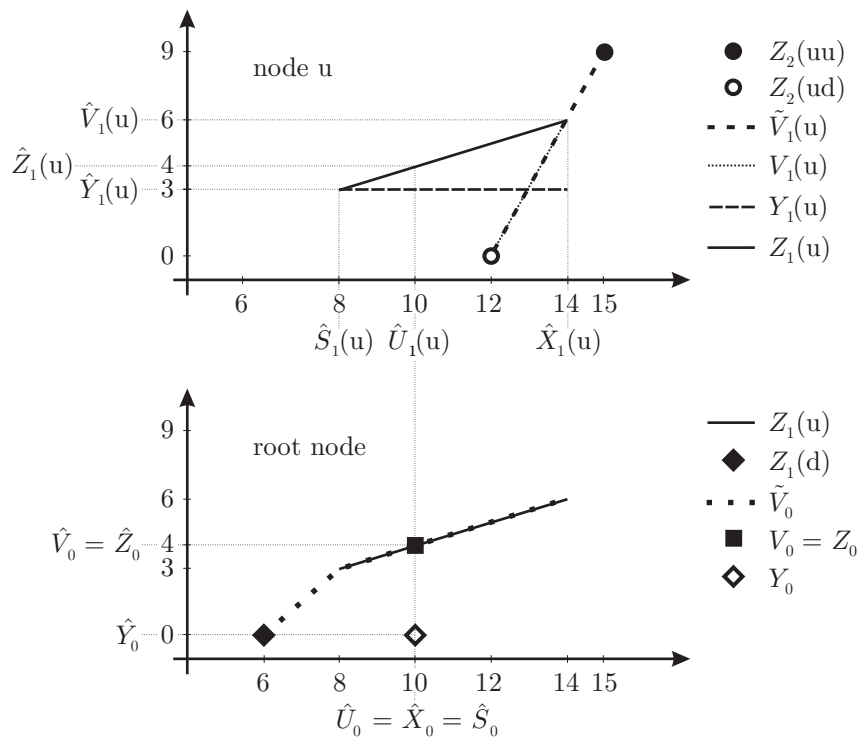 9
node u
Z₂(uu)
Z₂(ud)
V̂₁(u)
6
Ṽ₁(u)
Ẑ₁(u)
4
V₁(u)
Ŷ₁(u)
3
Y₁(u)
0
Z₁(u)
6 8 10 12 14 15
Ŝ₁(u) Û₁(u) X̂₁(u)
9
root node
Z₁(u)
Z₁(d)
6
Ṽ₀
V̂₀ = Ẑ₀ 4
V₀ = Z₀
3
Y₀
Ŷ₀ 0
6 8 10 12 14 15
Û₀ = X̂₀ = Ŝ₀